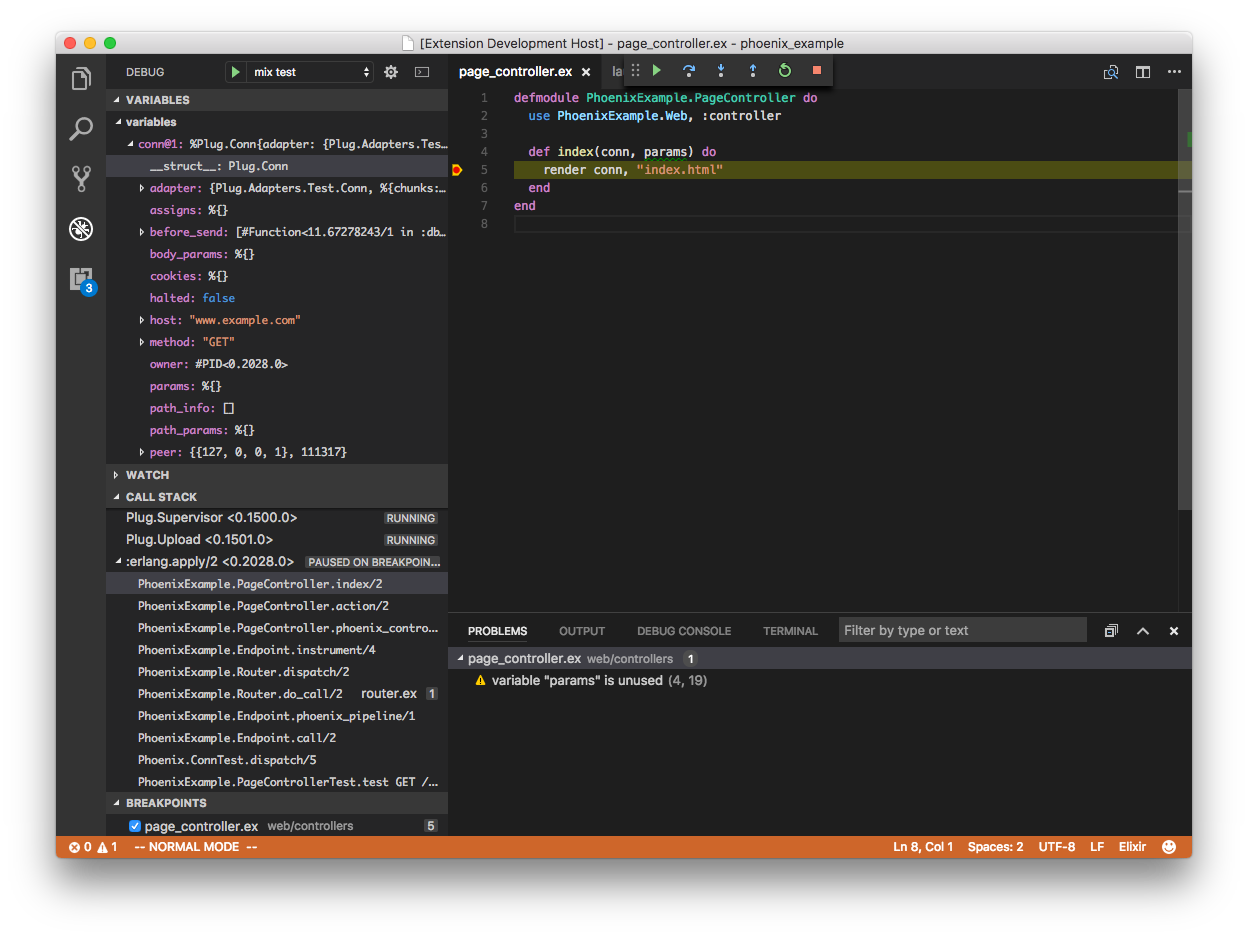 [Extension Development Host] - page_controller.ex - phoenix_example
DEBUG
mix test
page_controller.ex
VARIABLES
variables
conn@1: %Plug.Conn{adapter: {Plug.Adapters.Tes…
__struct__: Plug.Conn
adapter: {Plug.Adapters.Test.Conn, %{chunks:…
assigns: %{}
before_send: [#Function<11.67278243/1 in :db…
body_params: %{}
cookies: %{}
halted: false
host: "www.example.com"
method: "GET"
owner: #PID<0.2028.0>
params: %{}
path_info: []
path_params: %{}
peer: {{127, 0, 0, 1}, 111317}
WATCH
CALL STACK
Plug.Supervisor <0.1500.0> RUNNING
Plug.Upload <0.1501.0> RUNNING
:erlang.apply/2 <0.2028.0> PAUSED ON BREAKPOIN…
PhoenixExample.PageController.index/2
PhoenixExample.PageController.action/2
PhoenixExample.PageController.phoenix_contro…
PhoenixExample.Endpoint.instrument/4
PhoenixExample.Router.dispatch/2
PhoenixExample.Router.do_call/2 router.ex 1
PhoenixExample.Endpoint.phoenix_pipeline/1
PhoenixExample.Endpoint.call/2
Phoenix.ConnTest.dispatch/5
PhoenixExample.PageControllerTest.test GET /…
BREAKPOINTS
page_controller.ex web/controllers 5
3
1 defmodule PhoenixExample.PageController do
2 use PhoenixExample.Web, :controller
3
4 def index(conn, params) do
5 render conn, "index.html"
6 end
7 end
8
PROBLEMS OUTPUT DEBUG CONSOLE TERMINAL Filter by type or text
page_controller.ex web/controllers 1
variable "params" is unused (4, 19)
0 1 -- NORMAL MODE -- Ln 8, Col 1 Spaces: 2 UTF-8 LF Elixir